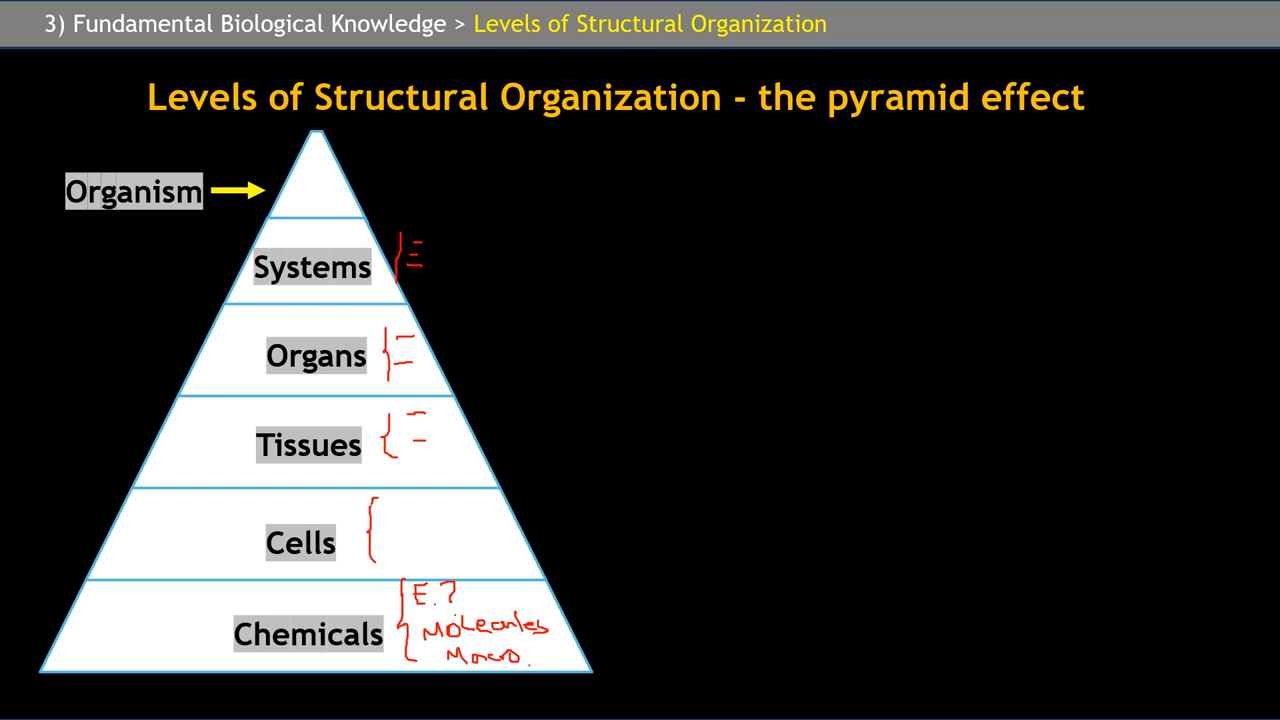 3) Fundamental Biological Knowledge > Levels of Structural Organization
Levels of Structural Organization - the pyramid effect
Organism
Systems
Organs
Tissues
Cells
E. ?
Chemicals
Molecules
Macro.